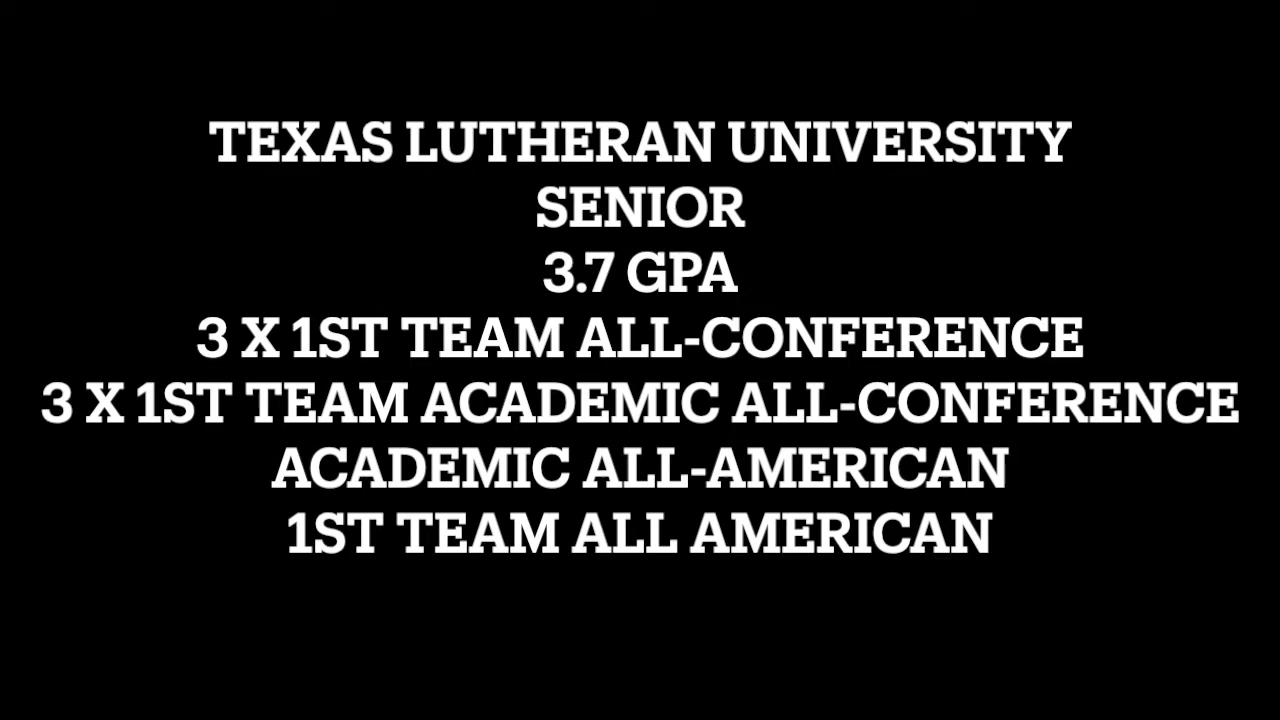 TEXAS LUTHERAN UNIVERSITY
SENIOR
3.7 GPA
3 X 1ST TEAM ALL-CONFERENCE
3 X 1ST TEAM ACADEMIC ALL-CONFERENCE
ACADEMIC ALL-AMERICAN
1ST TEAM ALL AMERICAN